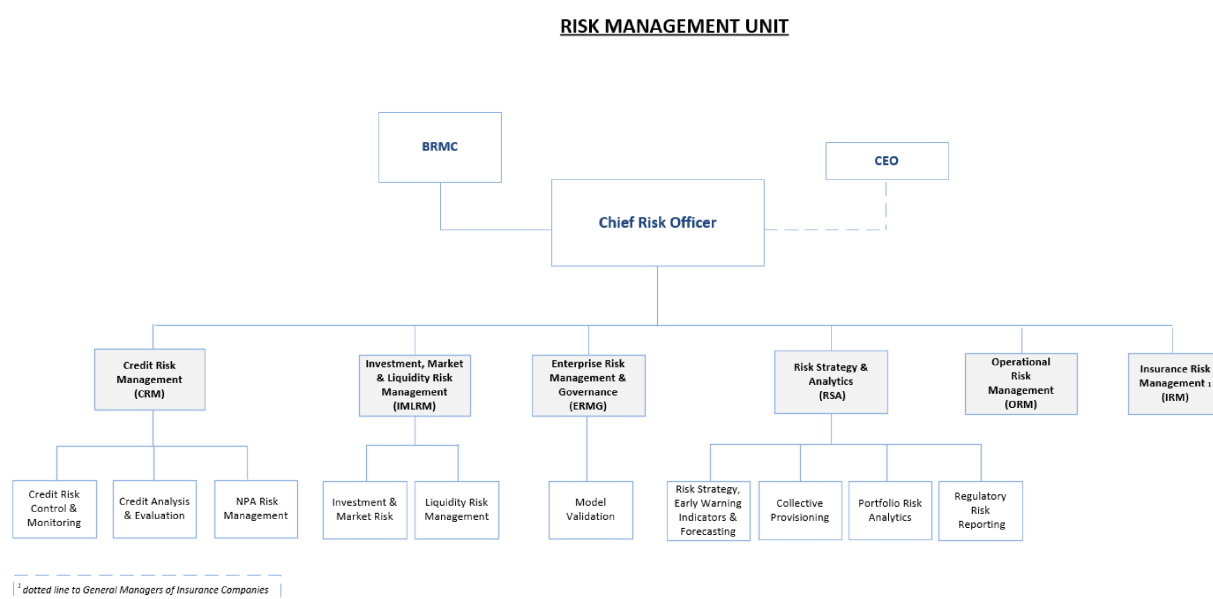 RISK MANAGEMENT UNIT
BRMC
CEO
Chief Risk Officer
Credit Risk
Management
(CRM)
Investment, Market
& Liquidity Risk
Management
(IMLRM)
Enterprise Risk
Management &
Governance
(ERMG)
Risk Strategy &
Analytics
(RSA)
Operational
Risk
Management
(ORM)
Insurance Risk
Management 1
(IRM)
Credit Risk
Control &
Monitoring
Credit Analysis
& Evaluation
NPA Risk
Management
Investment &
Market Risk
Liquidity Risk
Management
Model
Validation
Risk Strategy,
Early Warning
Indicators &
Forecasting
Collective
Provisioning
Portfolio Risk
Analytics
Regulatory
Risk
Reporting
1 dotted line to General Managers of Insurance Companies